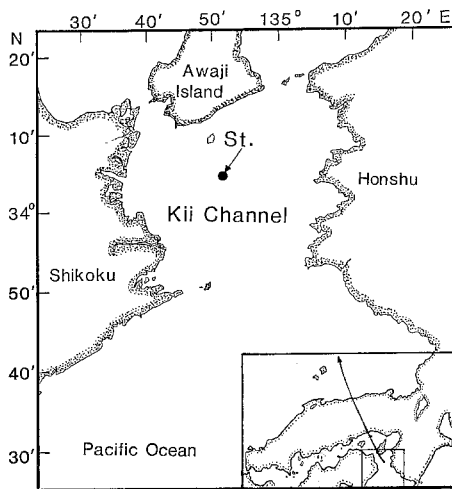 N 30' 40' 50' 135° 10' 20' E
20'
Awaji
Island
10'
St.
Honshu
34°
Kii Channel
Shikoku
50'
40'
Pacific Ocean
30'